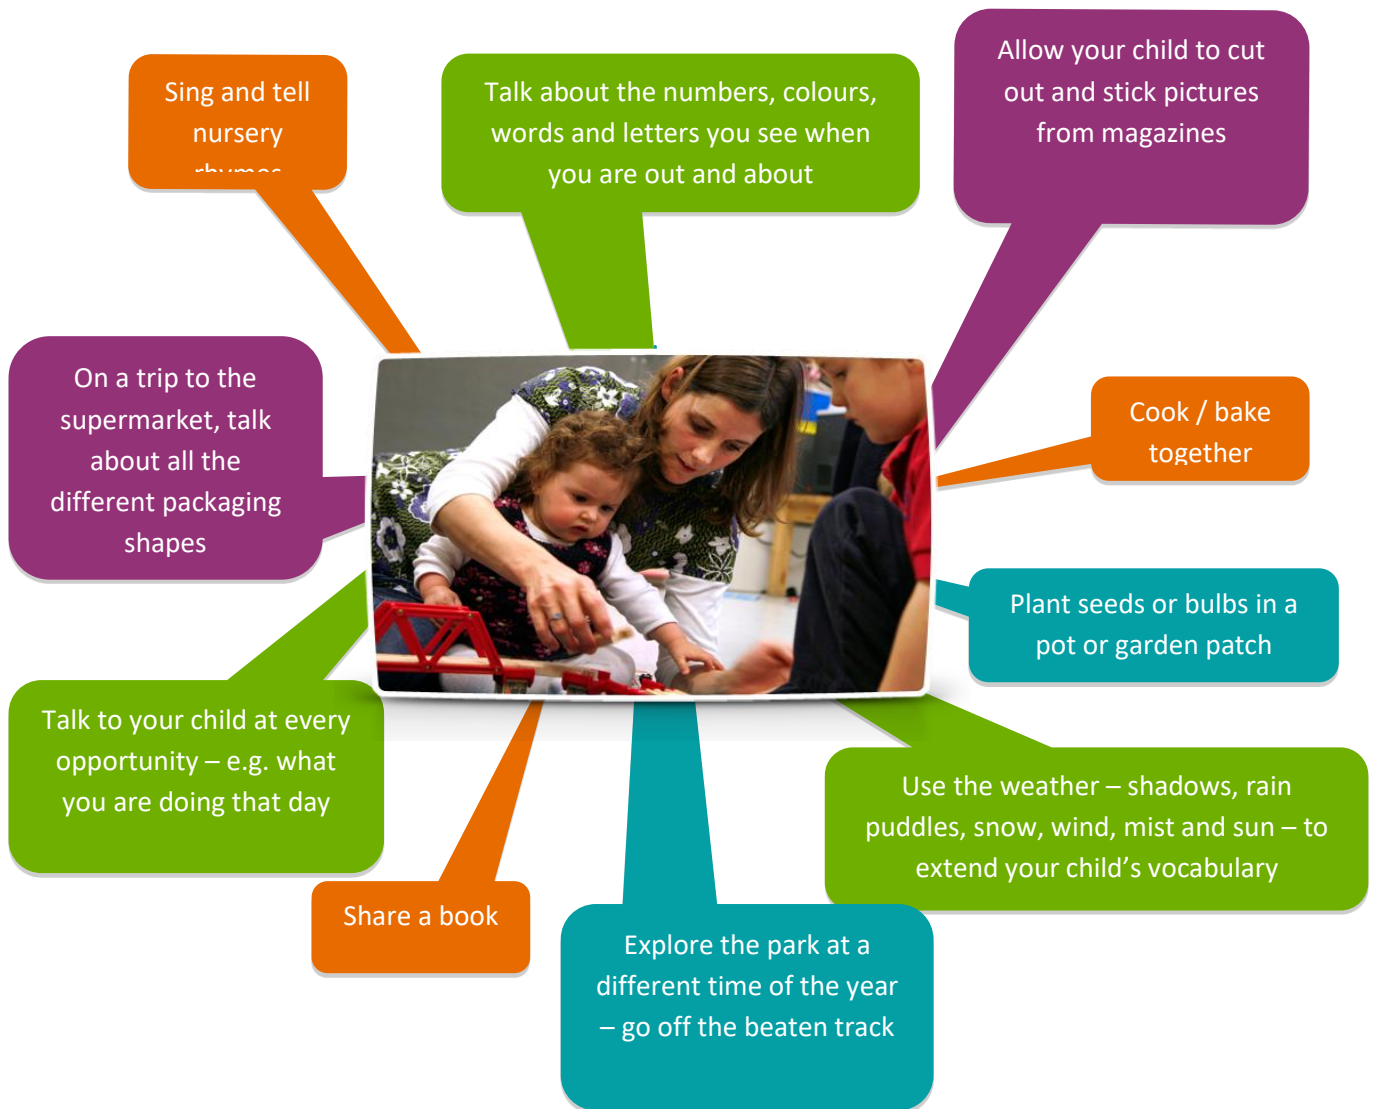 Sing and tell
nursery
rhymes
Talk about the numbers, colours,
words and letters you see when
you are out and about
Allow your child to cut
out and stick pictures
from magazines
On a trip to the
supermarket, talk
about all the
different packaging
shapes
Cook / bake
together
Plant seeds or bulbs in a
pot or garden patch
Talk to your child at every
opportunity – e.g. what
you are doing that day
Use the weather – shadows, rain
puddles, snow, wind, mist and sun – to
extend your child’s vocabulary
Share a book
Explore the park at a
different time of the year
– go off the beaten track